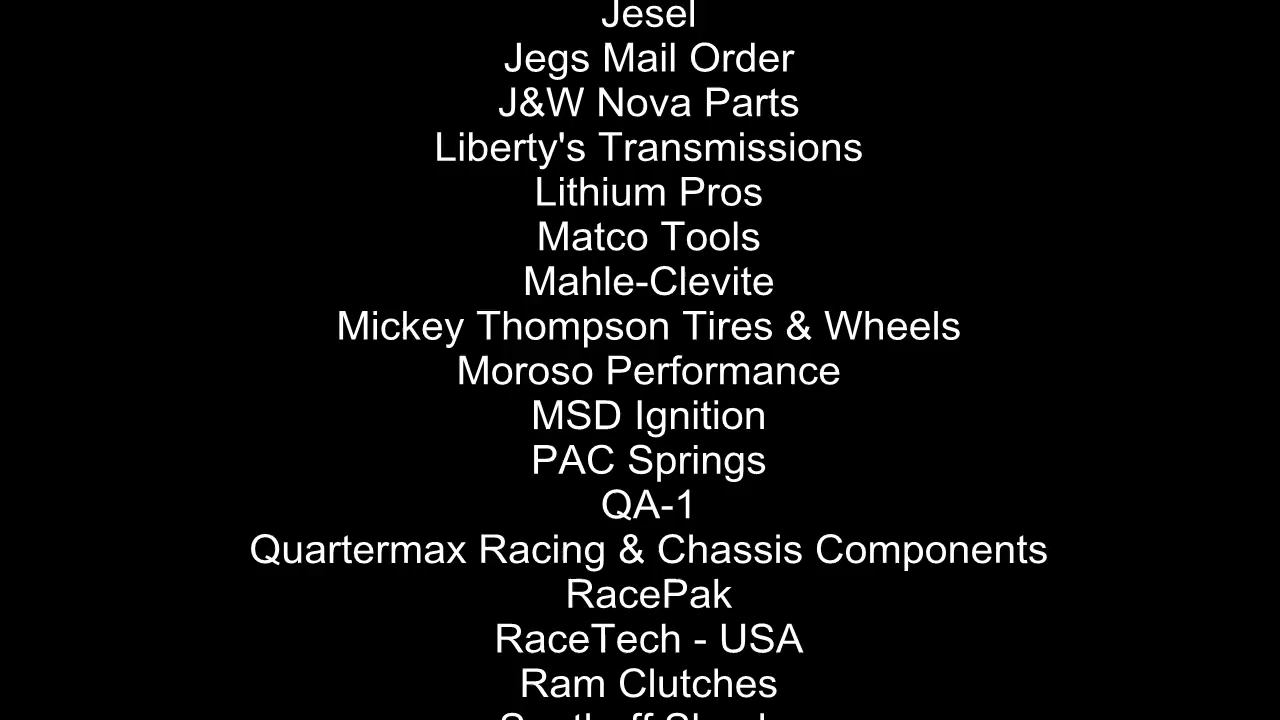 Jesel
Jegs Mail Order
J&W Nova Parts
Liberty's Transmissions
Lithium Pros
Matco Tools
Mahle-Clevite
Mickey Thompson Tires & Wheels
Moroso Performance
MSD Ignition
PAC Springs
QA-1
Quartermax Racing & Chassis Components
RacePak
RaceTech - USA
Ram Clutches